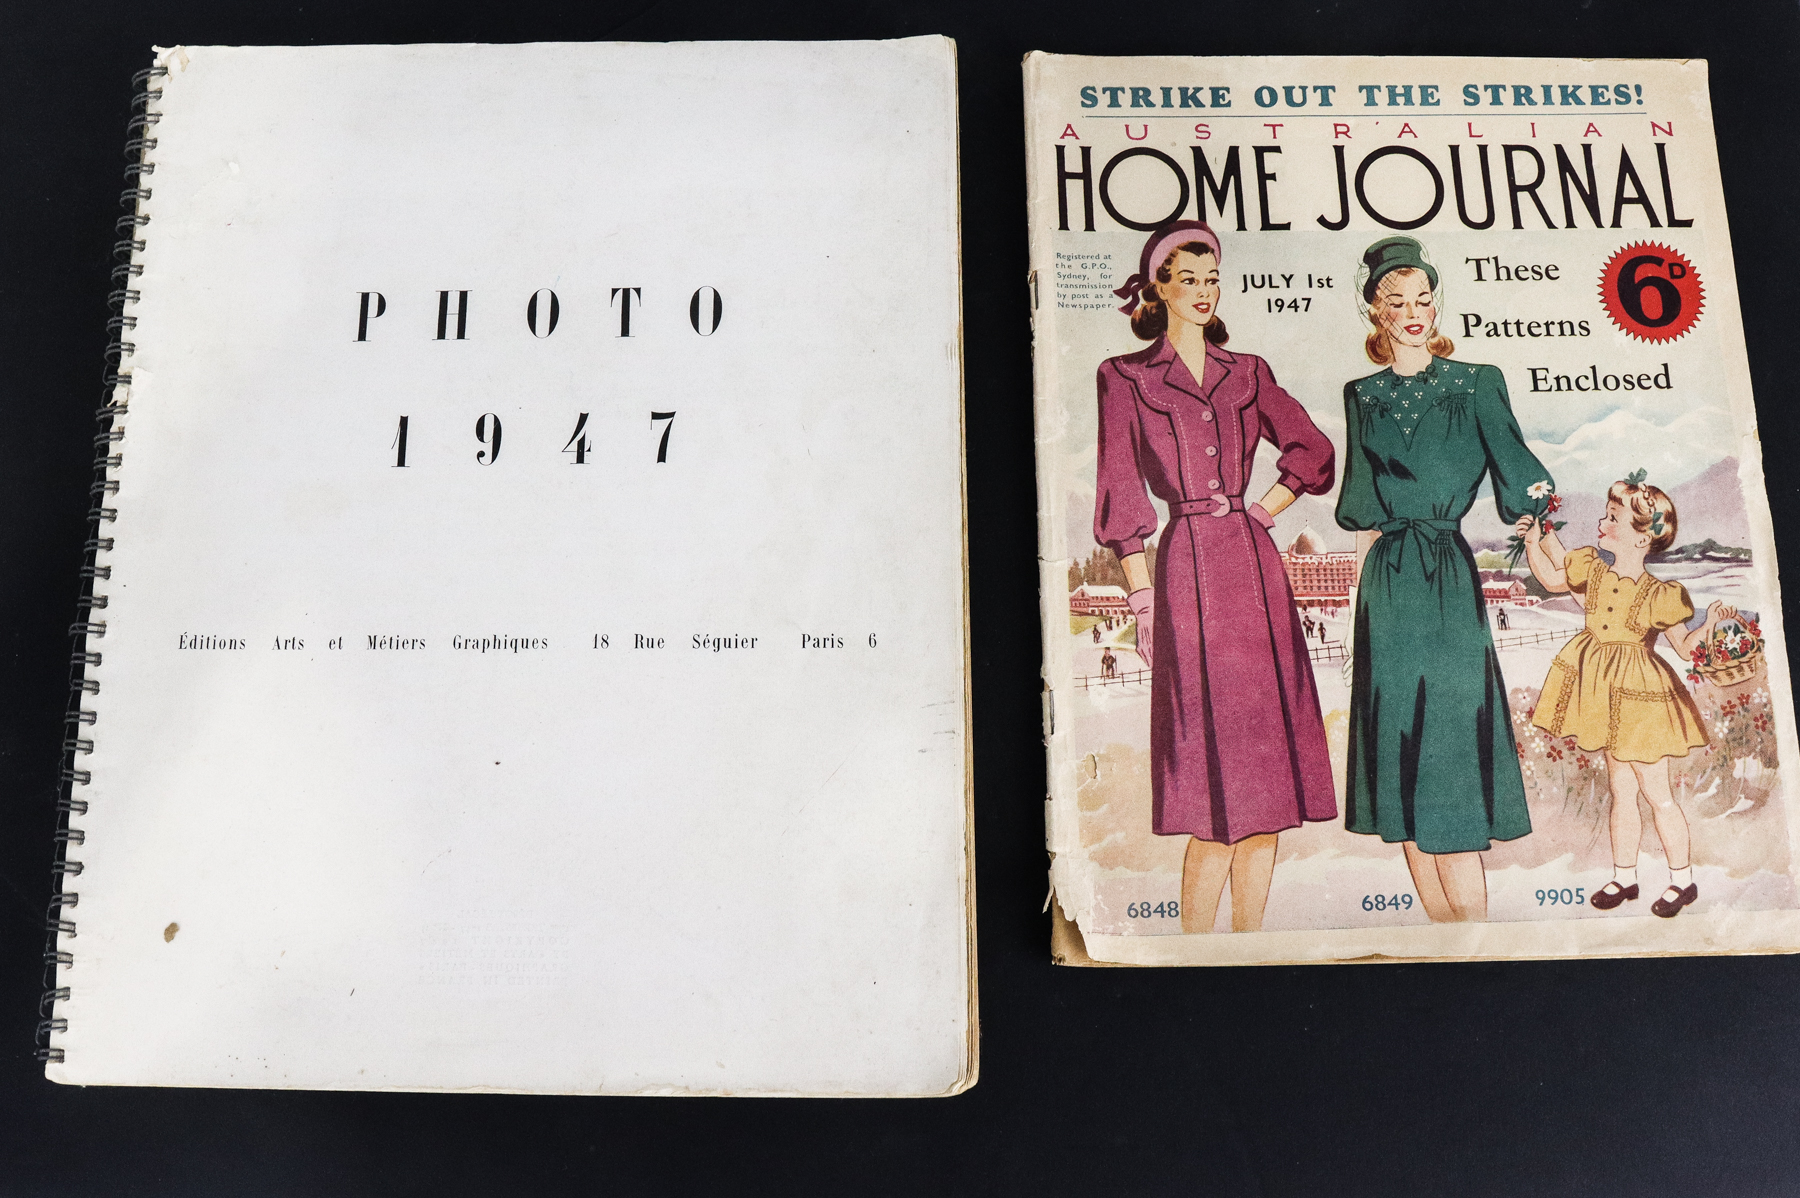 PHOTO
1947
Éditions Arts et Métiers Graphiques 18 Rue Séguier Paris 6
STRIKE OUT THE STRIKES!
AUSTRALIAN
HOME JOURNAL
Registered at
the G.P.O.,
Sydney, for
transmission
by post as a
Newspaper.
JULY 1st
1947
These
Patterns
Enclosed
6D
6848
6849
9905